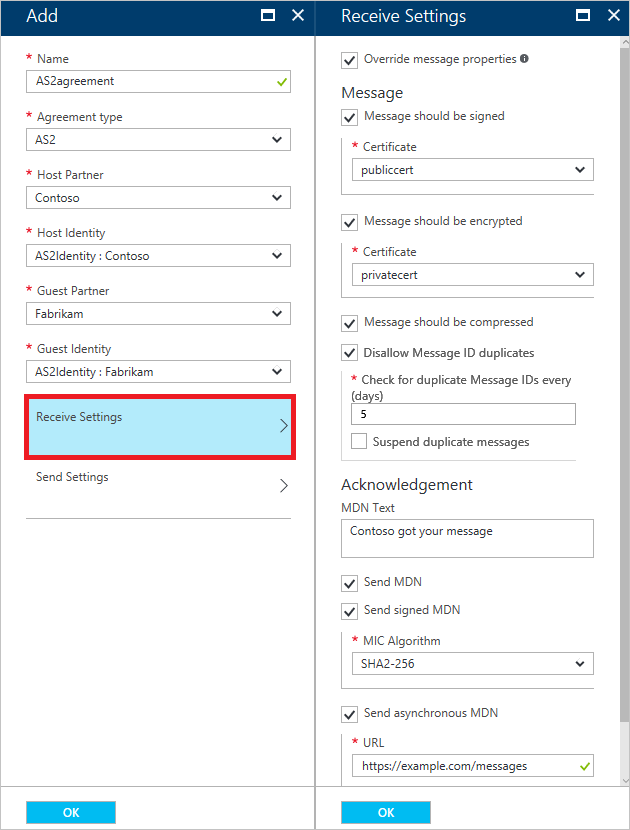 Add
* Name
AS2agreement
* Agreement type
AS2
* Host Partner
Contoso
* Host Identity
AS2Identity : Contoso
* Guest Partner
Fabrikam
* Guest Identity
AS2Identity : Fabrikam
Receive Settings
Send Settings
OK
Receive Settings
Override message properties
Message
Message should be signed
* Certificate
publiccert
Message should be encrypted
* Certificate
privatecert
Message should be compressed
Disallow Message ID duplicates
* Check for duplicate Message IDs every
(days)
5
Suspend duplicate messages
Acknowledgement
MDN Text
Contoso got your message
Send MDN
Send signed MDN
* MIC Algorithm
SHA2-256
Send asynchronous MDN
* URL
https://example.com/messages
OK